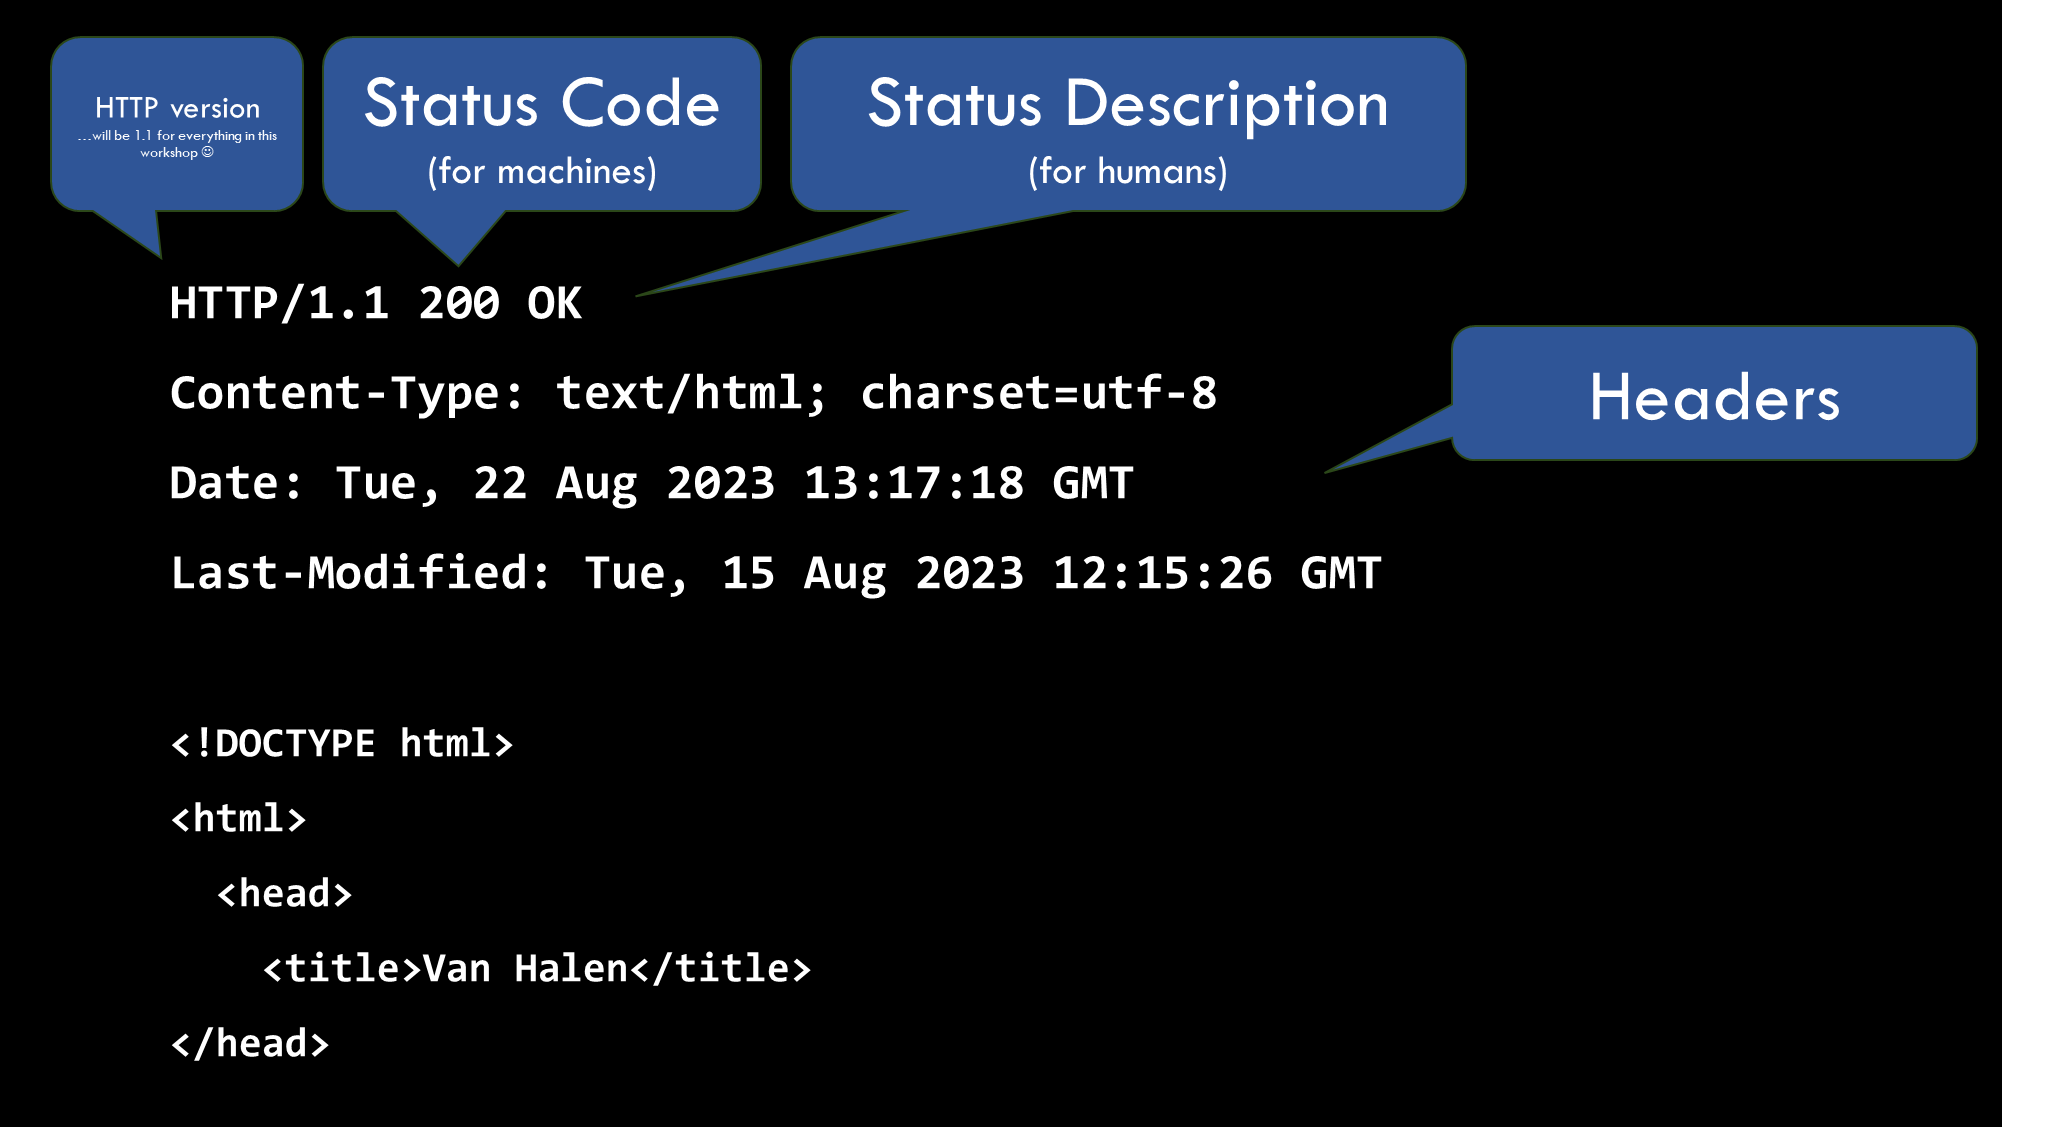 HTTP version
...will be 1.1 for everything in this
workshop ☺
Status Code
(for machines)
Status Description
(for humans)
HTTP/1.1 200 OK
Content-Type: text/html; charset=utf-8
Headers
Date: Tue, 22 Aug 2023 13:17:18 GMT
Last-Modified: Tue, 15 Aug 2023 12:15:26 GMT
<!DOCTYPE html>
<html>
  <head>
    <title>Van Halen</title>
</head>